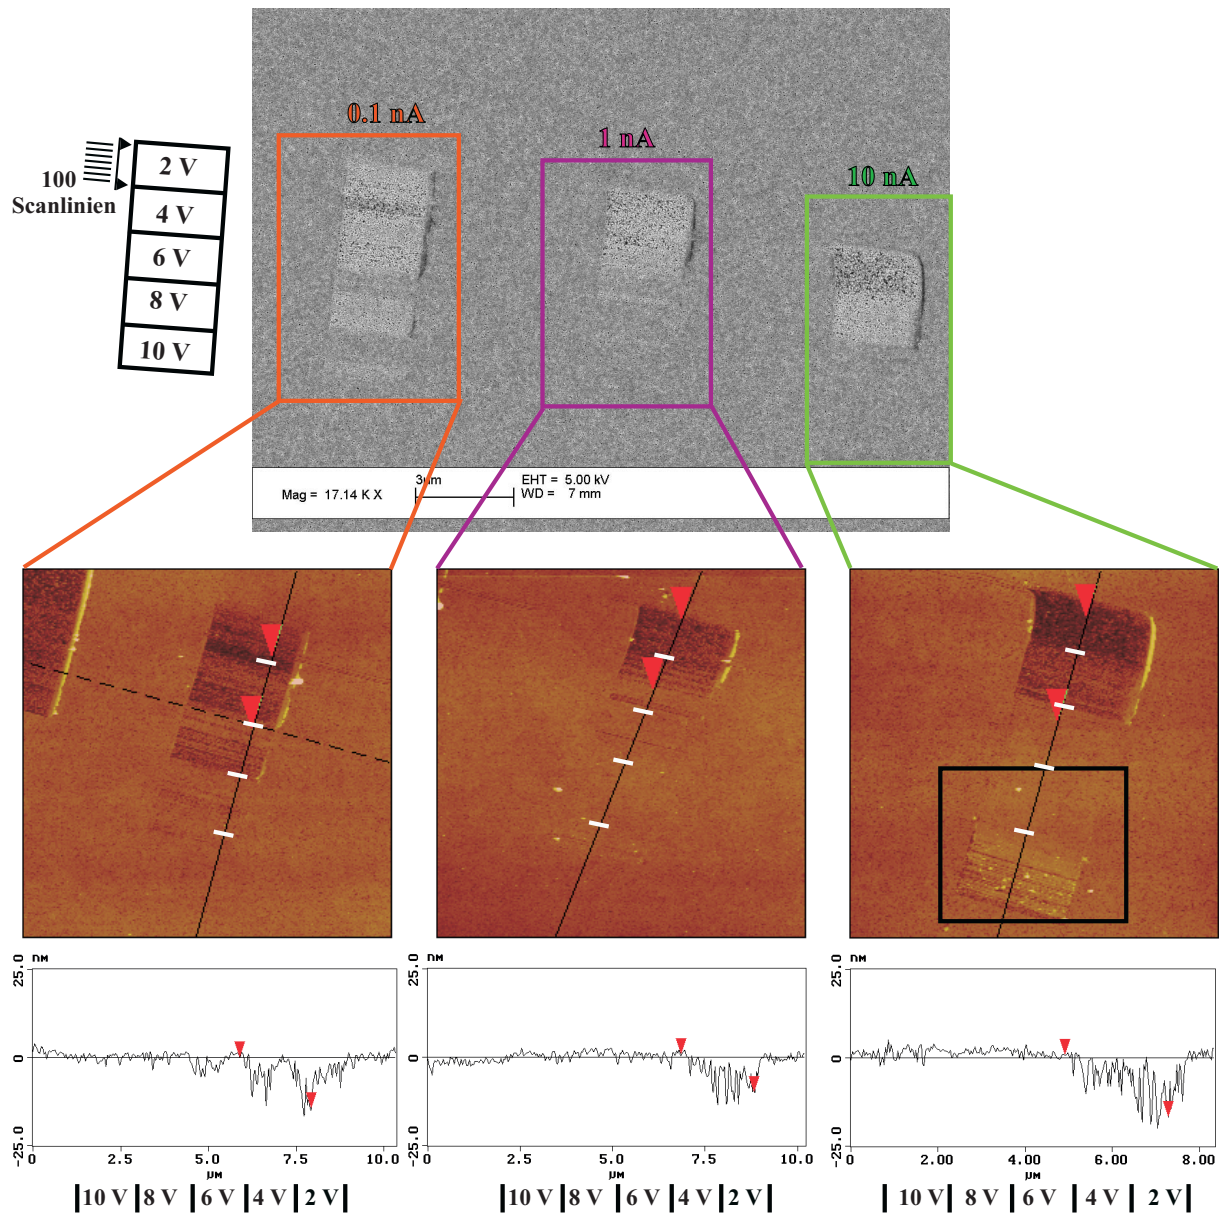 0.1 nA
1 nA
10 nA
100
Scanlinien
2 V
4 V
6 V
8 V
10 V
Mag = 17.14 K X
3µm
EHT = 5.00 kV
WD = 7 mm
25.0
nM
0
-25.0
0 2.5 5.0 7.5 10.0
µM
10 V 8 V 6 V 4 V 2 V
25.0
nM
0
-25.0
0 2.5 5.0 7.5 10.0
µM
10 V 8 V 6 V 4 V 2 V
25.0
nM
0
-25.0
0 2.00 4.00 6.00 8.00
µM
10 V 8 V 6 V 4 V 2 V